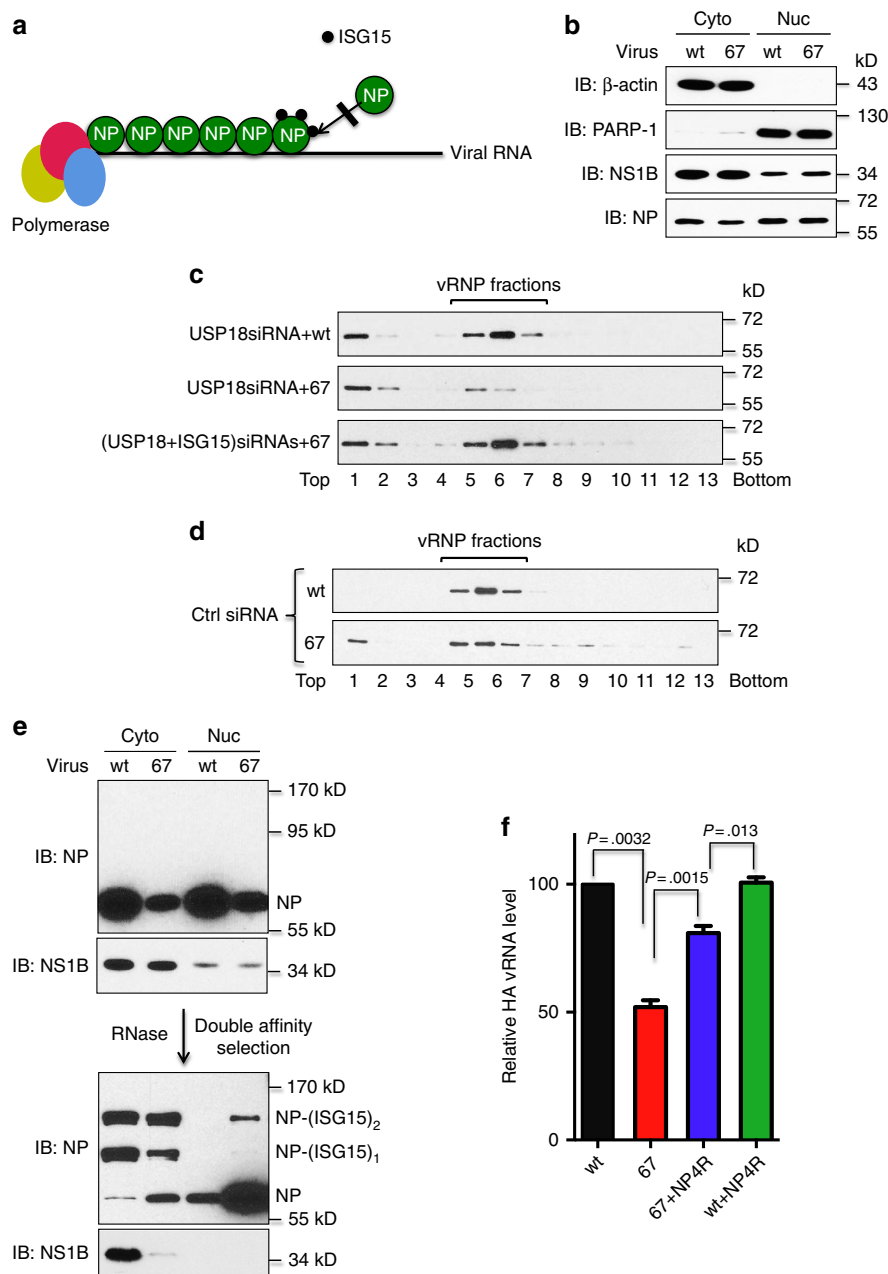 a
ISG15
NP
NP NP NP NP NP NP
Viral RNA
Polymerase
b
Cyto Nuc
Virus wt 67 wt 67 kD
IB: β-actin 43
130
IB: PARP-1
IB: NS1B 34
72
IB: NP
55
c
vRNP fractions
kD
USP18siRNA+wt 72
55
USP18siRNA+67 72
55
(USP18+ISG15)siRNAs+67 72
55
Top 1 2 3 4 5 6 7 8 9 10 11 12 13 Bottom
d
vRNP fractions
kD
Ctrl siRNA
wt 72
67 72
Top 1 2 3 4 5 6 7 8 9 10 11 12 13 Bottom
e
Cyto Nuc
Virus wt 67 wt 67
170 kD
95 kD
IB: NP
NP
55 kD
IB: NS1B 34 kD
RNase Double affinity
selection
170 kD
NP-(ISG15)2
IB: NP
NP-(ISG15)1
NP
55 kD
IB: NS1B 34 kD
f
P = .0032
P = .013
P = .0015
Relative HA vRNA level
100
50
0
wt
67
67+NP4R
wt+NP4R